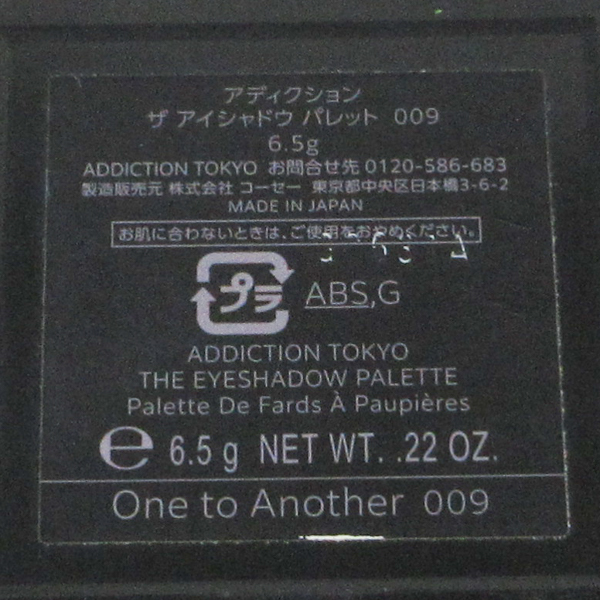 アディクション
ザ アイシャドウ パレット 009
6.5g
ADDICTION TOKYO お問合せ先 0120-586-683
製造販売元 株式会社 コーセー 東京都中央区日本橋3-6-2
MADE IN JAPAN
お肌に合わないときは、ご使用をおやめください。
プラ ABS,G
ADDICTION TOKYO
THE EYESHADOW PALETTE
Palette De Fards À Paupières
e 6.5 g NET WT. .22 OZ.
One to Another 009